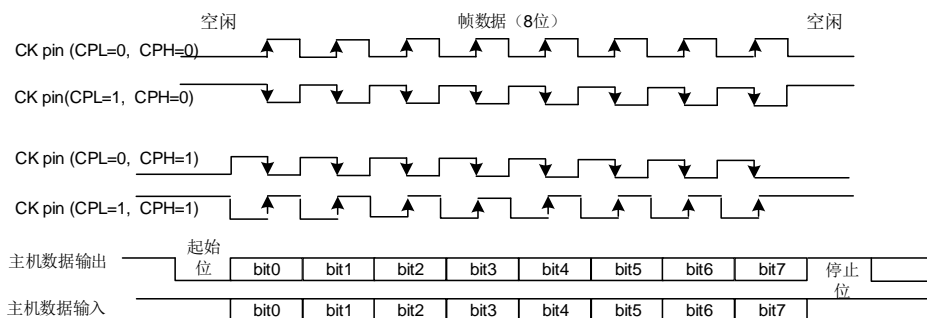 空闲 帧数据（8位） 空闲
CK pin (CPL=0, CPH=0)
CK pin(CPL=1, CPH=0)
CK pin (CPL=0, CPH=1)
CK pin (CPL=1, CPH=1)
起始位
主机数据输出 bit0 bit1 bit2 bit3 bit4 bit5 bit6 bit7
停止位
主机数据输入 bit0 bit1 bit2 bit3 bit4 bit5 bit6 bit7